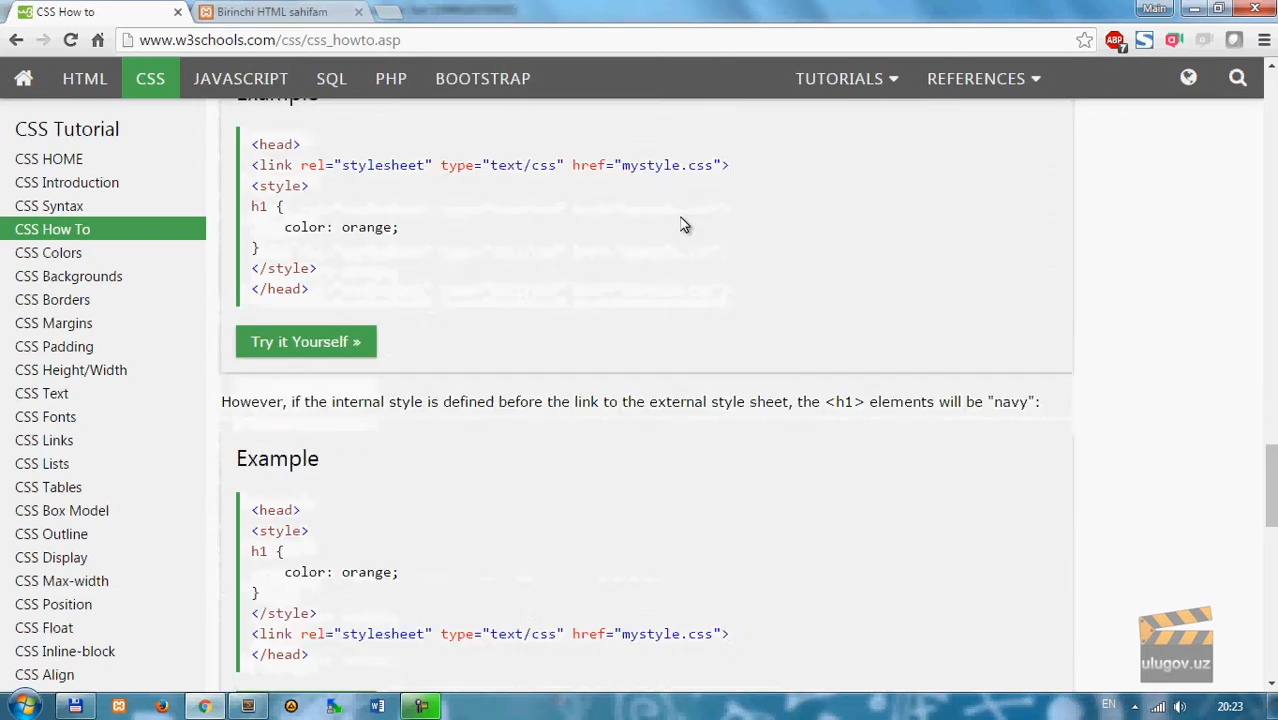 CSS How to
Birinchi HTML sahifam
Main
www.w3schools.com/css/css_howto.asp
ABP
7
HTML
CSS
JAVASCRIPT
SQL
PHP
BOOTSTRAP
TUTORIALS
REFERENCES
CSS Tutorial
CSS HOME
CSS Introduction
CSS Syntax
CSS How To
CSS Colors
CSS Backgrounds
CSS Borders
CSS Margins
CSS Padding
CSS Height/Width
CSS Text
CSS Fonts
CSS Links
CSS Lists
CSS Tables
CSS Box Model
CSS Outline
CSS Display
CSS Max-width
CSS Position
CSS Float
CSS Inline-block
CSS Align
Example
<head>
<link rel="stylesheet" type="text/css" href="mystyle.css">
<style>
h1 {
color: orange;
}
</style>
</head>
Try it Yourself »
However, if the internal style is defined before the link to the external style sheet, the <h1> elements will be "navy":
Example
<head>
<style>
h1 {
color: orange;
}
</style>
<link rel="stylesheet" type="text/css" href="mystyle.css">
</head>
ulugov.uz
EN
20:23